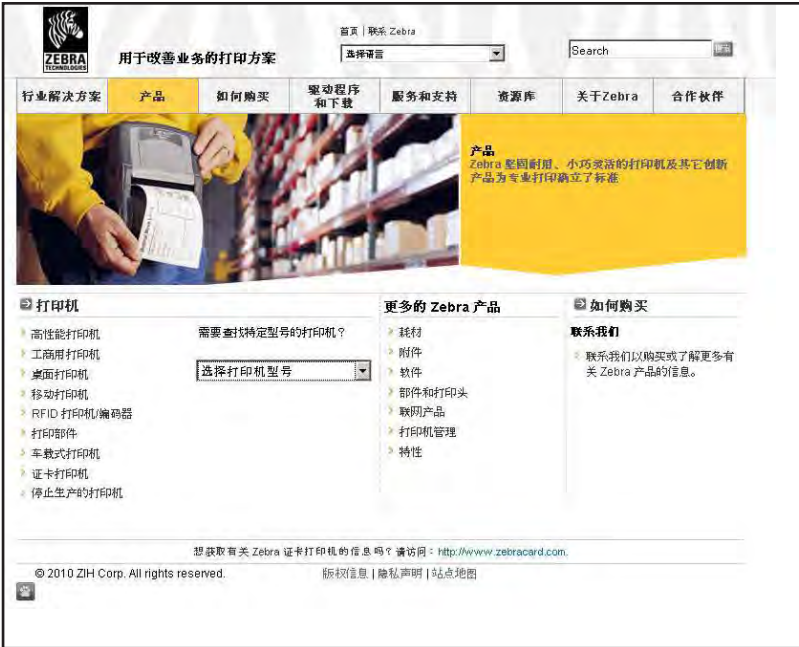 首页 | 联系 Zebra
ZEBRA
TECHNOLOGIES
用于改善业务的打印方案
选择语言
Search
行业解决方案
产品
如何购买
驱动程序
和下载
服务和支持
资源库
关于Zebra
合作伙伴
产品
Zebra 坚固耐用、小巧灵活的打印机及其它创新
产品为专业打印确立了标准
打印机
高性能打印机
工商用打印机
桌面打印机
移动打印机
RFID 打印机/编码器
打印部件
车载式打印机
证卡打印机
停止生产的打印机
需要查找特定型号的打印机？
选择打印机型号
更多的 Zebra 产品
耗材
附件
软件
部件和打印头
联网产品
打印机管理
特性
如何购买
联系我们
联系我们以购买或了解更多有
关 Zebra 产品的信息。
想获取有关 Zebra 证卡打印机的信息吗？请访问：http://www.zebracard.com.
© 2010 ZIH Corp. All rights reserved.
版权信息 | 隐私声明 | 站点地图